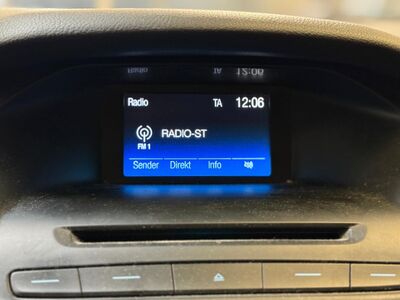 Radio TA 12:06
RADIO-ST
FM 1
Sender Direkt Info